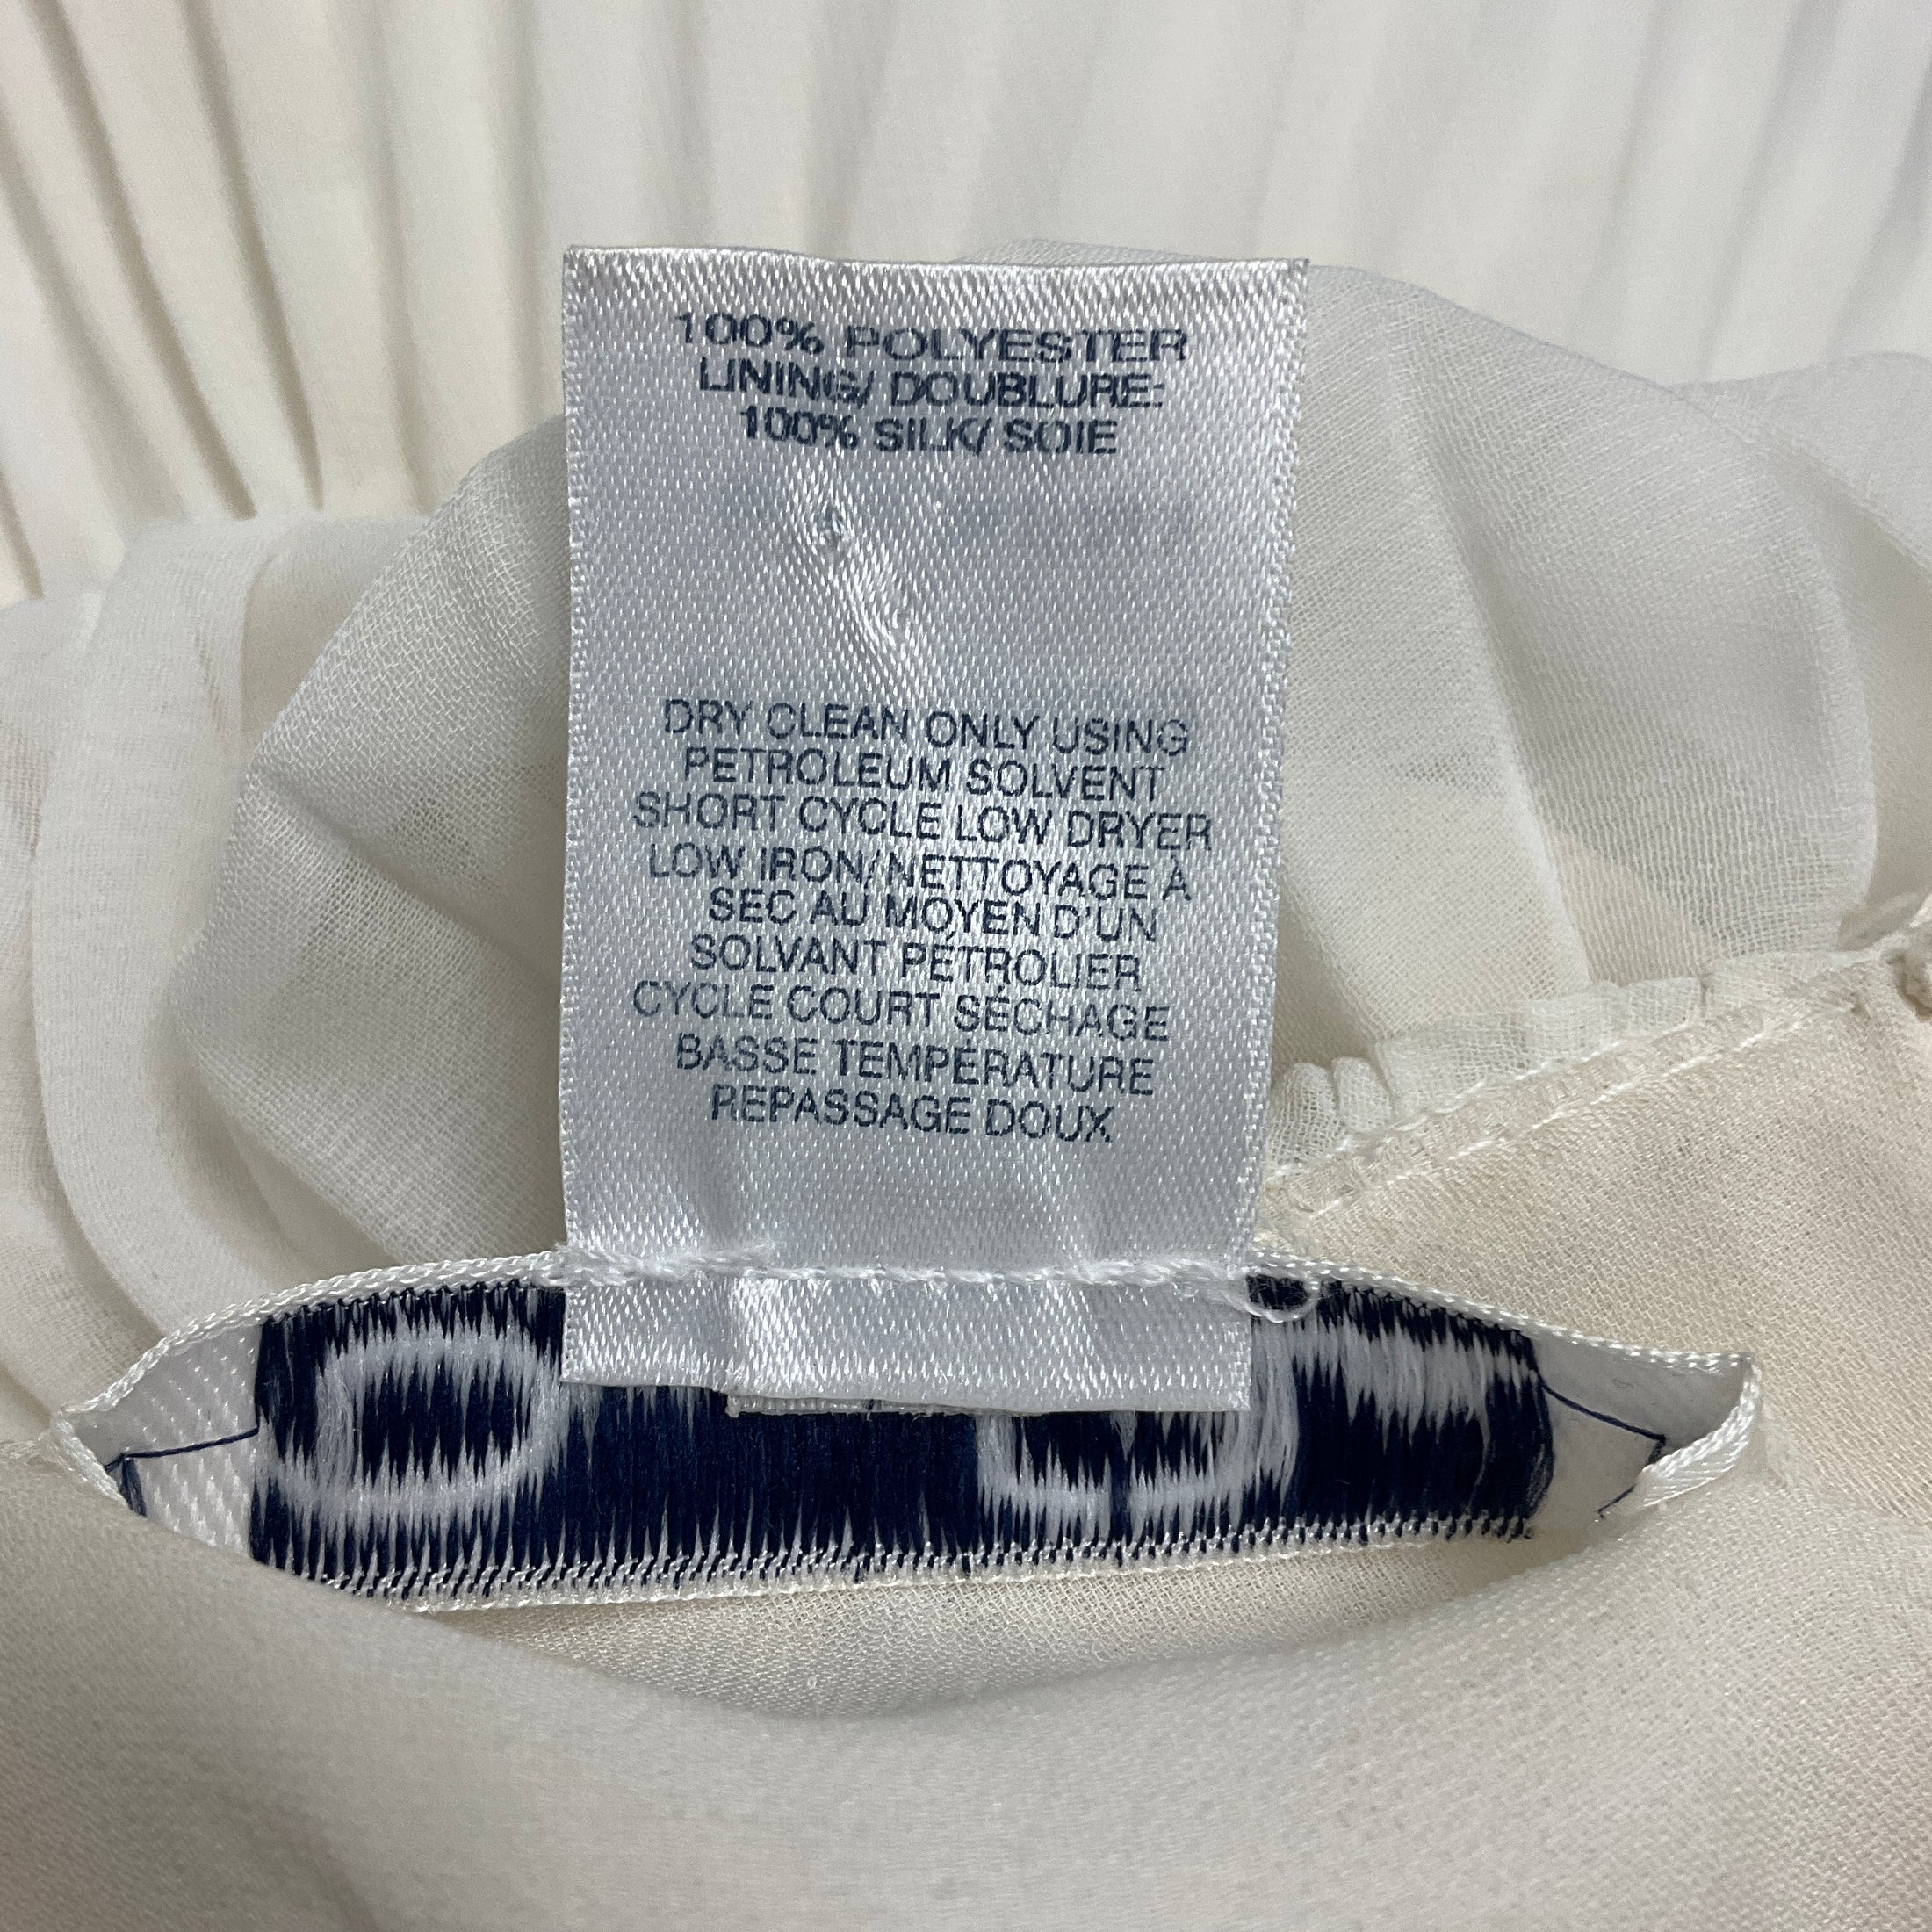 100% POLYESTER
LINING/ DOUBLURE:
100% SILK/ SOIE
DRY CLEAN ONLY USING
PETROLEUM SOLVENT
SHORT CYCLE LOW DRYER
LOW IRON/NETTOYAGE À
SEC AU MOYEN D'UN
SOLVANT PETROLIER
CYCLE COURT SÉCHAGE
BASSE TEMPÉRATURE
REPASSAGE DOUX